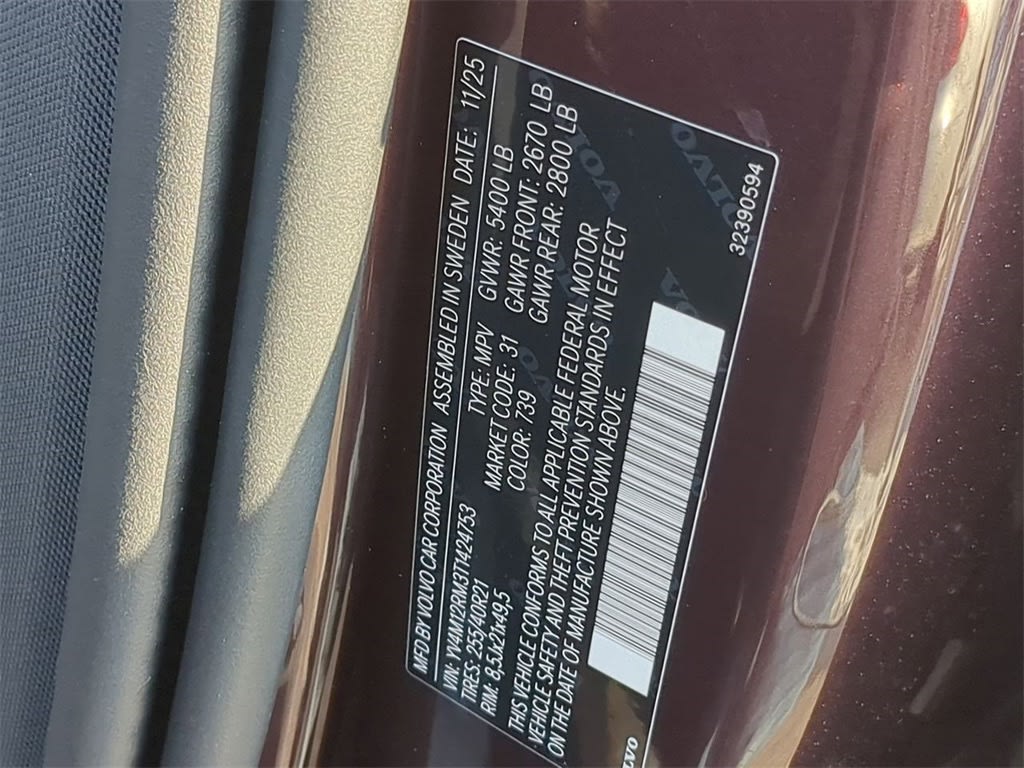 MFD BY VOLVO CAR CORPORATION ASSEMBLED IN SWEDEN DATE: 11/25
VIN: YV4M12RM3T1424753 TYPE: MPV GVWR: 5400 LB
TIRES: 255/40R21 MARKET CODE: 31 GAWR FRONT: 2670 LB
RIM: 8,5Jx21x49,5 COLOR: 739 GAWR REAR: 2800 LB
THIS VEHICLE CONFORMS TO ALL APPLICABLE FEDERAL MOTOR
VEHICLE SAFETY AND THEFT PREVENTION STANDARDS IN EFFECT
ON THE DATE OF MANUFACTURE SHOWN ABOVE.
32390594